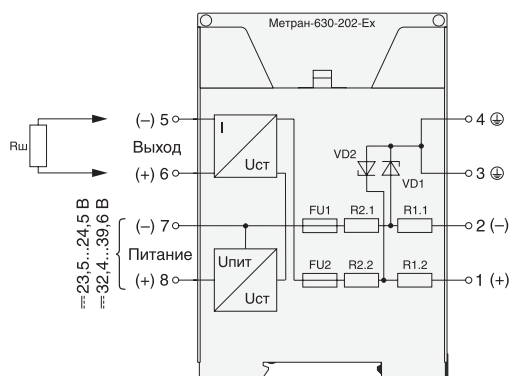 Метран-630-202-Ex
(–) 5
I
4
Rш
Выход
VD2
VD1
(+) 6
Uст
3
(–) 7
FU1
R2.1
R1.1
2 (–)
Питание
Uпит
FU2
R2.2
R1.2
(+) 8
Uст
1 (+)
23,5...24,5 В
32,4...39,6 В